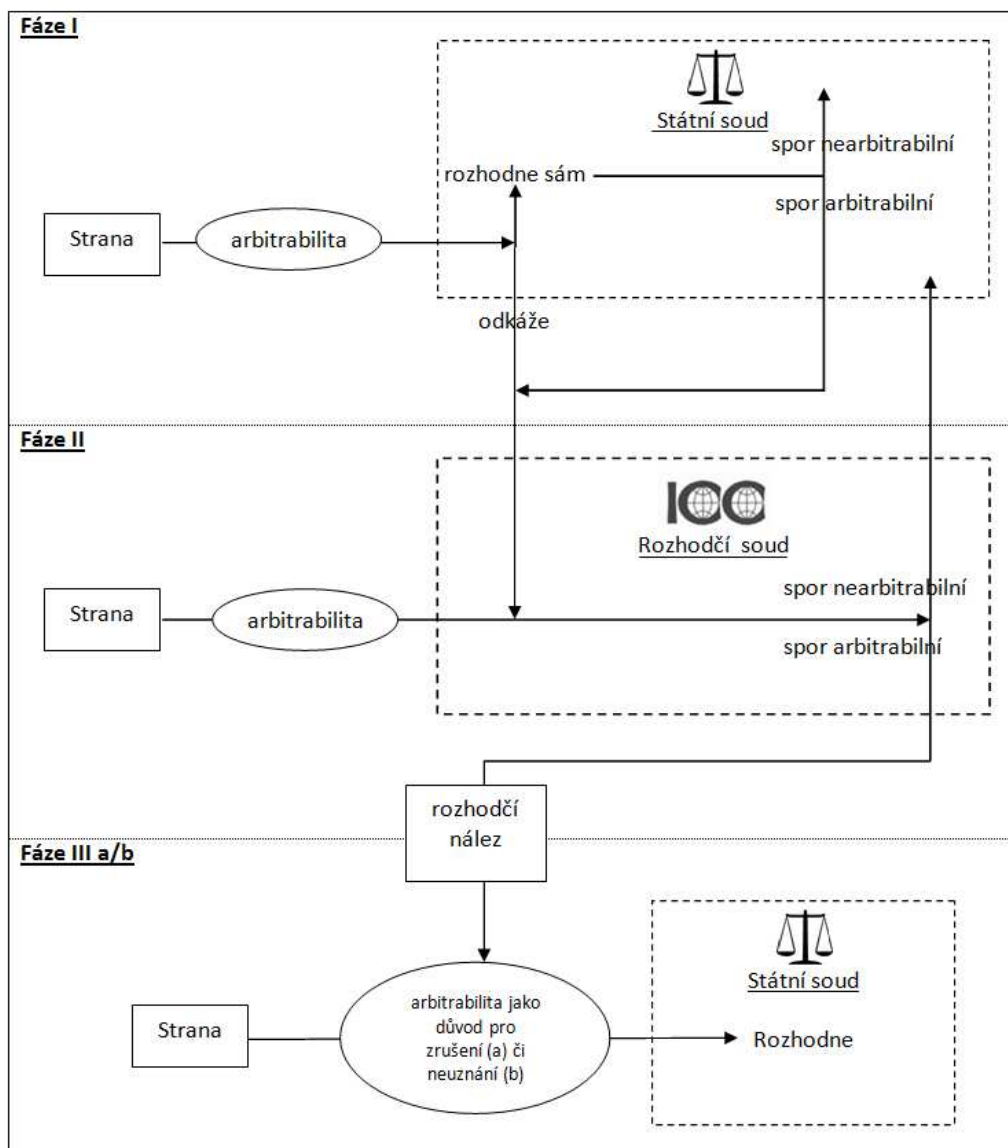 Fáze I
Státní soud
spor nearbitrabilní
rozhodne sám
spor arbitrabilní
Strana
arbitrabilita
odkáže
Fáze II
ICC
Rozhodčí soud
spor nearbitrabilní
Strana
arbitrabilita
spor arbitrabilní
rozhodčí
nález
Fáze III a/b
Státní soud
arbitrabilita jako
důvod pro
zrušení (a) či
neuznání (b)
Strana
Rozhodne